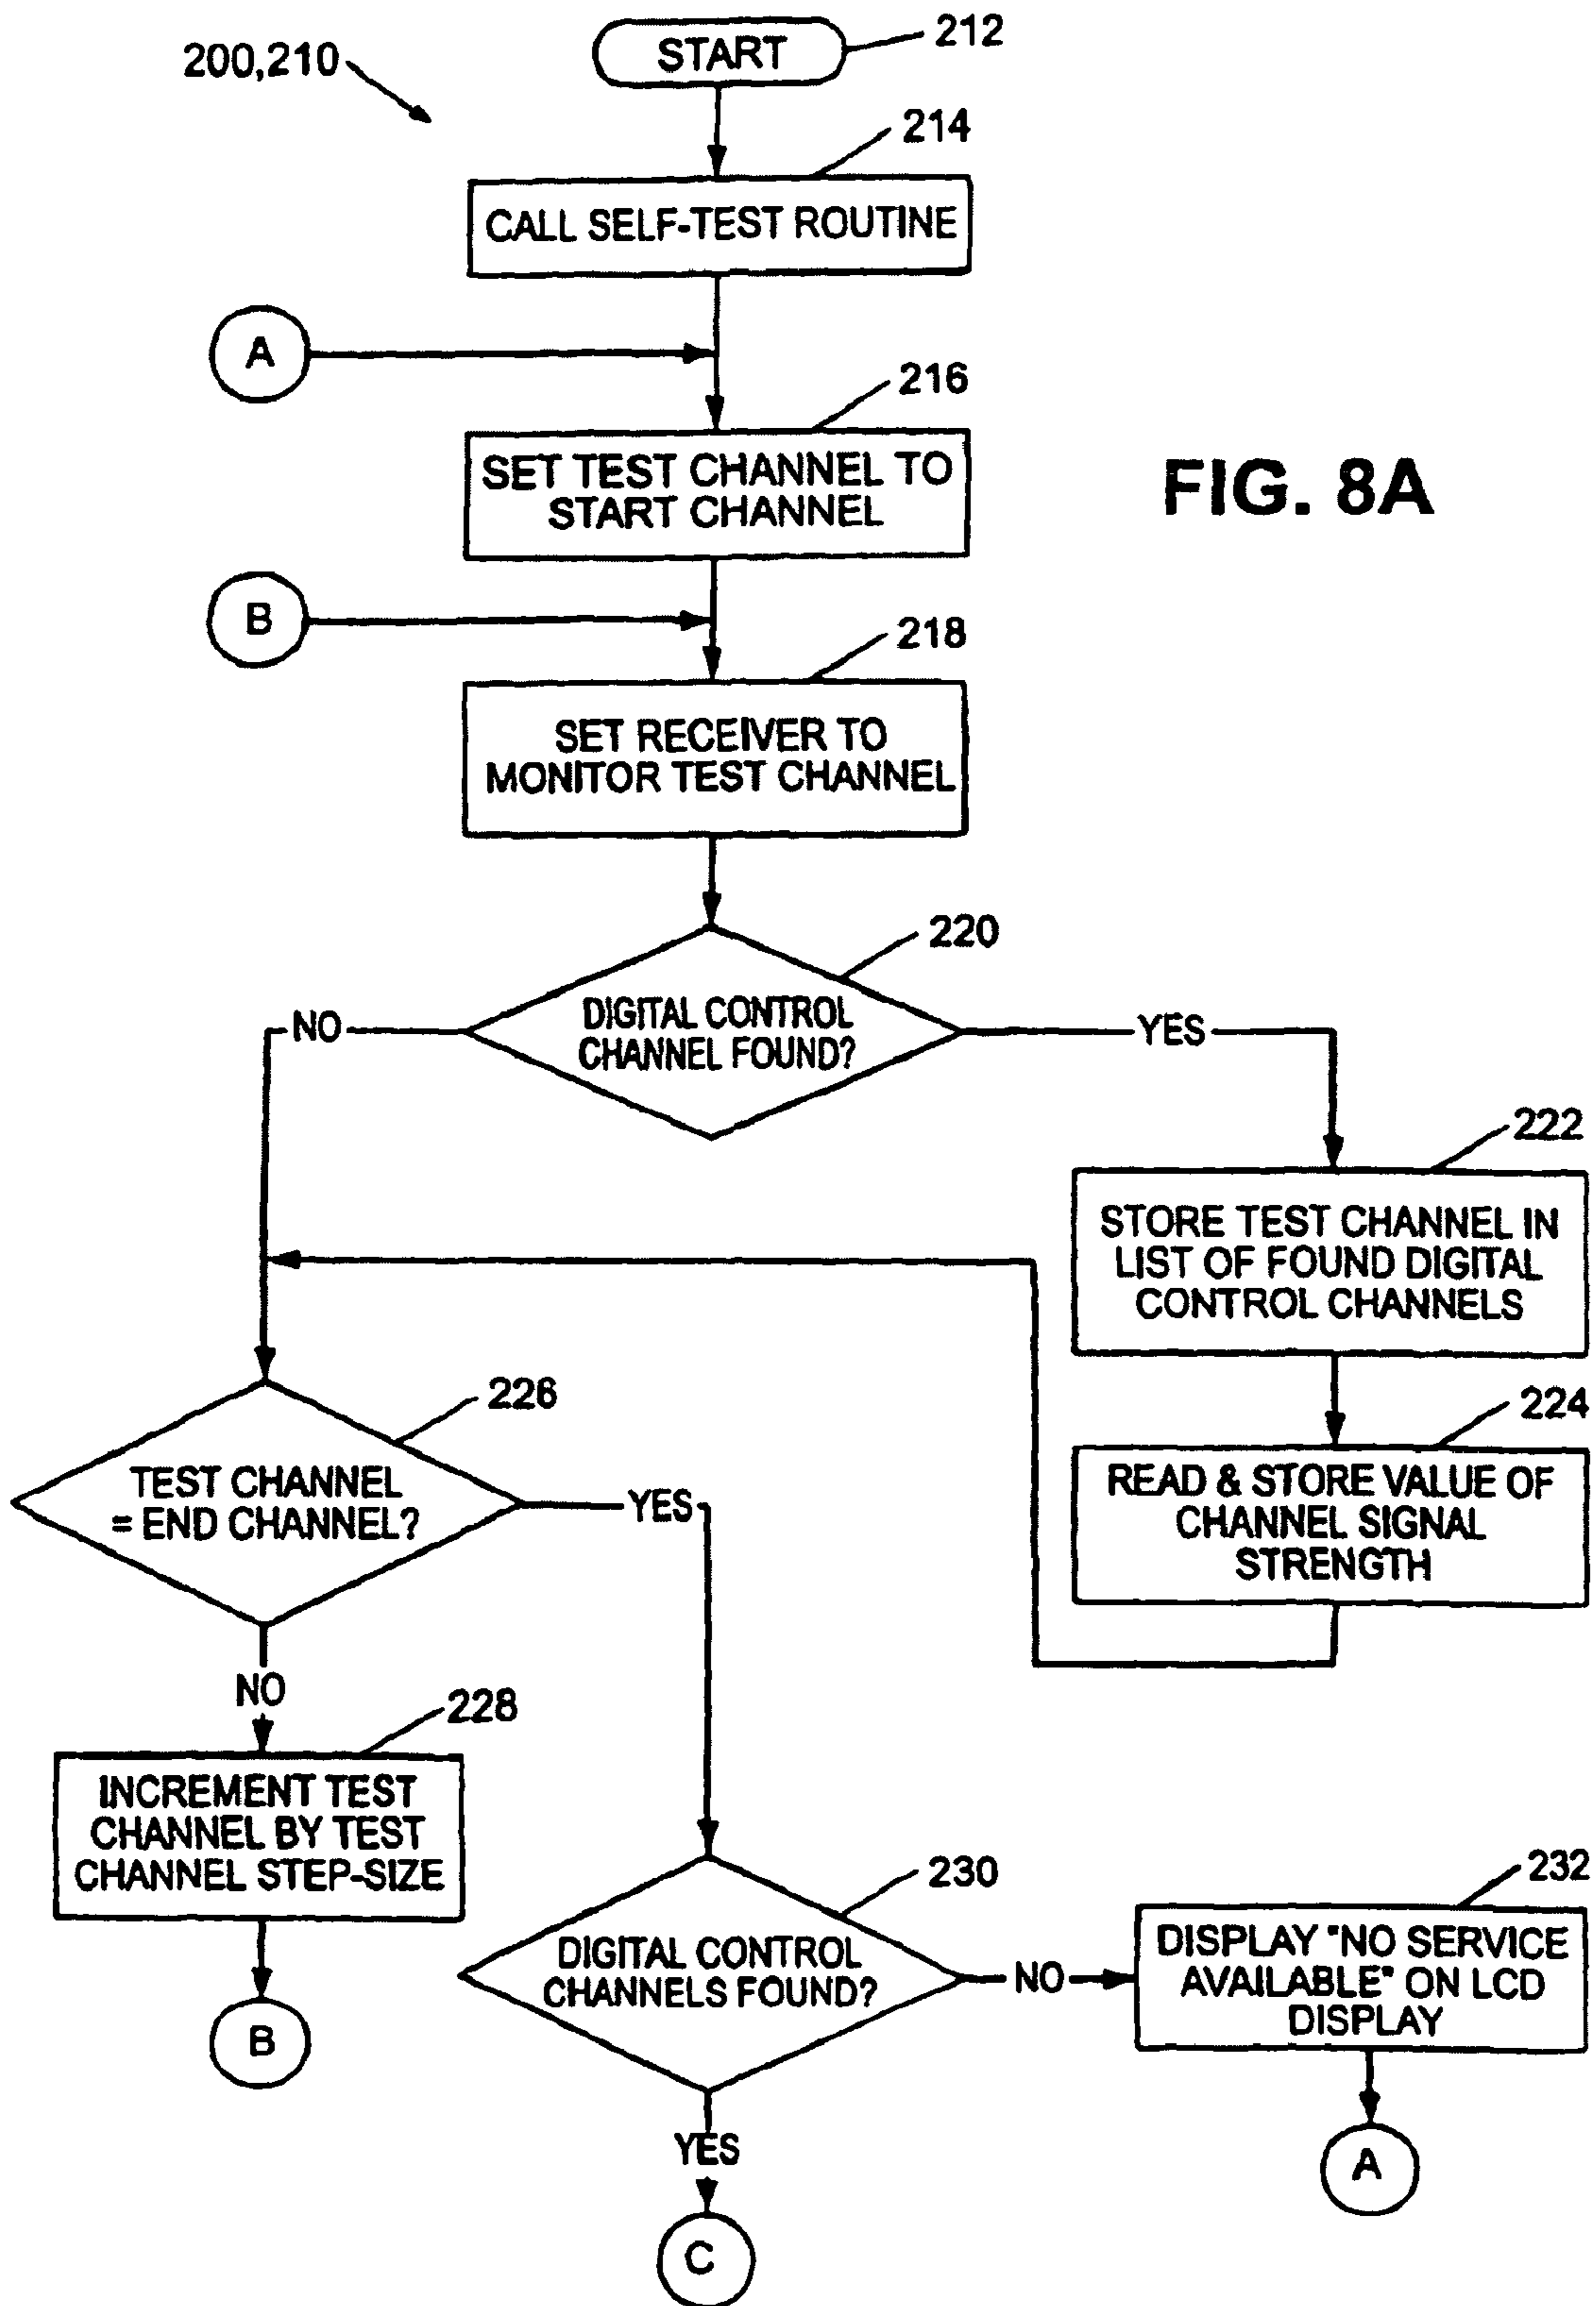 200,210
START
212
214
CALL SELF-TEST ROUTINE
A
216
SET TEST CHANNEL TO
START CHANNEL
FIG. 8A
B
218
SET RECEIVER TO
MONITOR TEST CHANNEL
220
DIGITAL CONTROL
CHANNEL FOUND?
NO
YES
222
STORE TEST CHANNEL IN
LIST OF FOUND DIGITAL
CONTROL CHANNELS
224
READ & STORE VALUE OF
CHANNEL SIGNAL
STRENGTH
226
TEST CHANNEL
= END CHANNEL?
YES
NO
228
INCREMENT TEST
CHANNEL BY TEST
CHANNEL STEP-SIZE
B
230
DIGITAL CONTROL
CHANNELS FOUND?
NO
232
DISPLAY "NO SERVICE
AVAILABLE" ON LCD
DISPLAY
A
YES
C